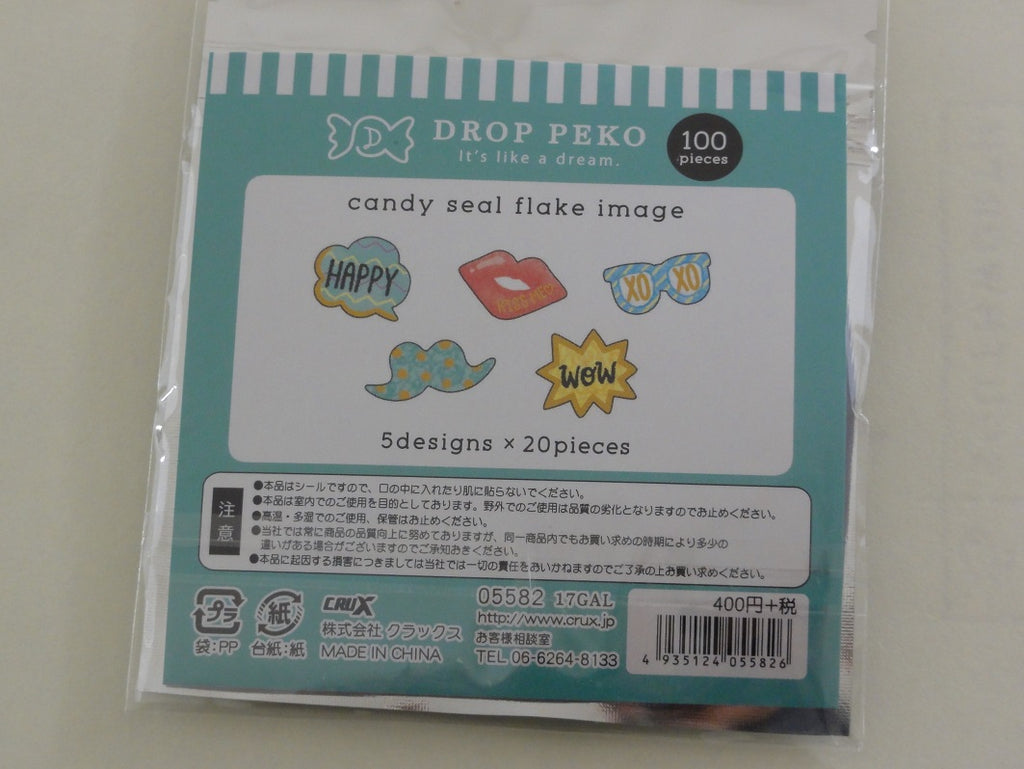 D DROP PEKO
It's like a dream.
100
pieces
candy seal flake image
HAPPY
KISS ME
XO XO
WOW
5designs × 20pieces
注意
●本品はシールですので、口の中に入れたり肌に貼らないでください。
●本品は室内でのご使用を目的としております。野外でのご使用は品質の劣化となりますのでお止めください。
●高温・多湿でのご使用、保管はお止めください。
●当社では常に商品の品質向上に努めておりますが、同一商品内でもお買い求めの時期により多少の
違いがある場合がございますのでご承知おきください。
●本品に起因する損害につきましては当社では一切の責任をおいかねますのでご了承の上お買い求めください。
プラ
袋:PP
紙
台紙:紙
CRUX
株式会社 クラックス
MADE IN CHINA
05582 17GAL
http://www.crux.jp
お客様相談室
TEL 06-6264-8133
400円+税
4 935124 055826